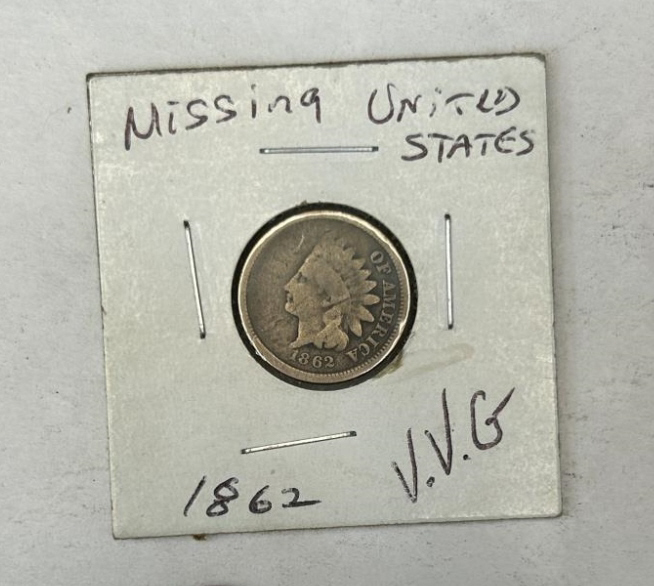 Missing UNITED
STATES
OF AMERICA
1862
1862 V.V.G